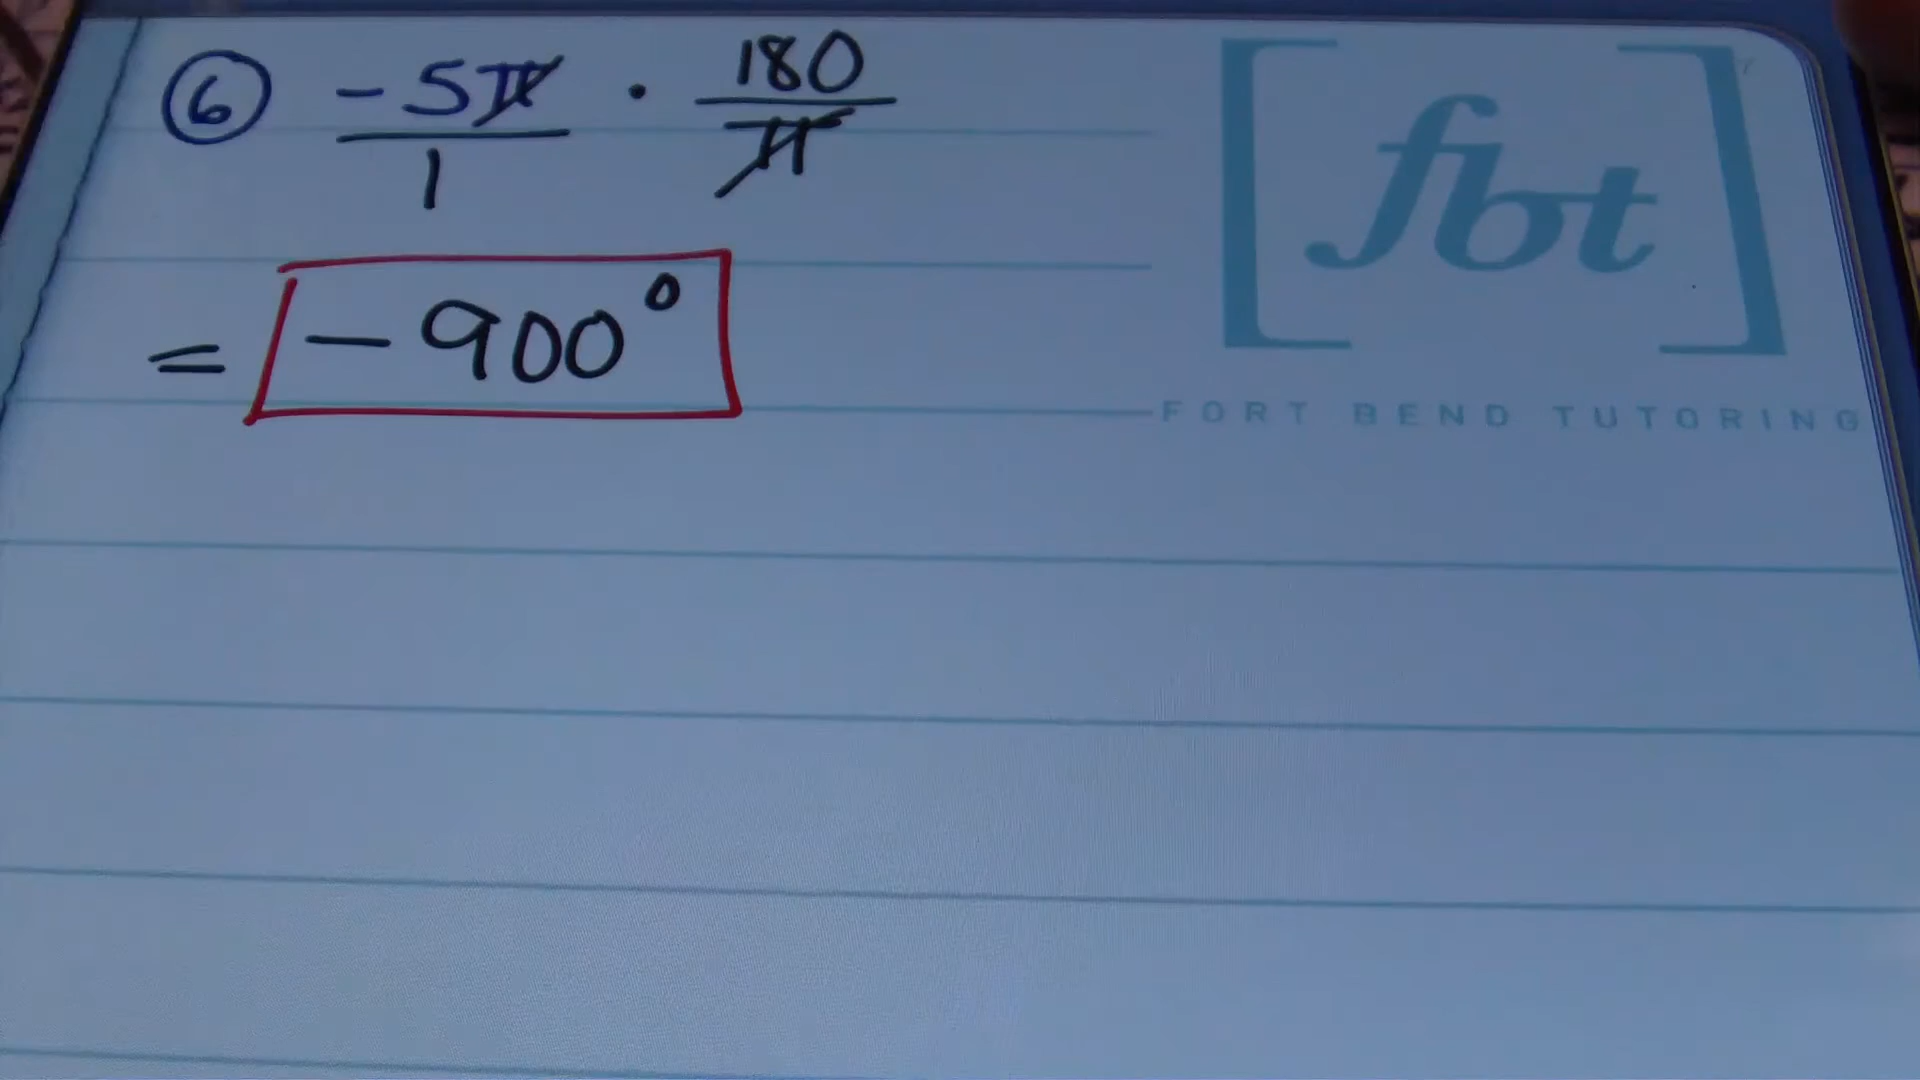 ⑥ -5π/1 · 180/π
= -900°
fbt
FORT BEND TUTORING